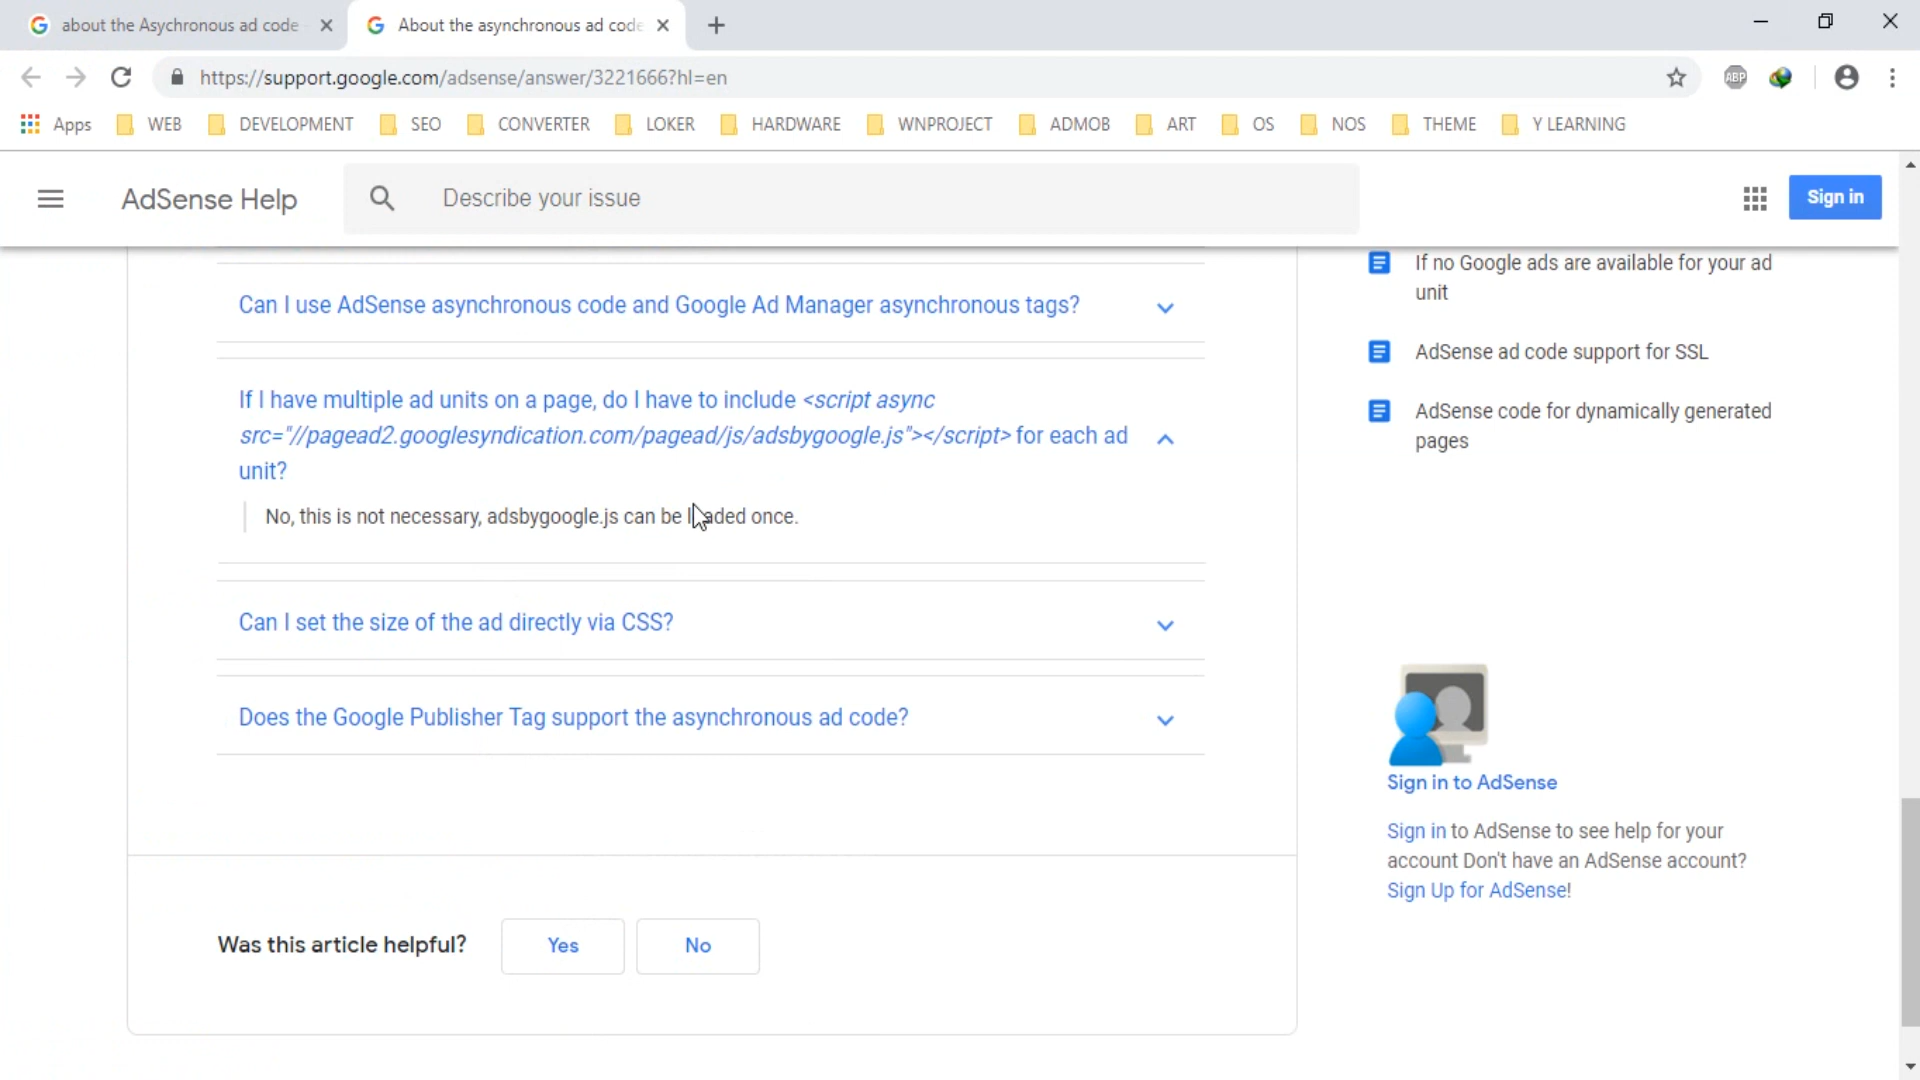 about the Asychronous ad code
About the asynchronous ad code
https://support.google.com/adsense/answer/3221666?hl=en
ABP
Apps WEB DEVELOPMENT SEO CONVERTER LOKER HARDWARE WNPROJECT ADMOB ART OS NOS THEME Y LEARNING
AdSense Help
Describe your issue
Sign in
Can I use AdSense asynchronous code and Google Ad Manager asynchronous tags?
If I have multiple ad units on a page, do I have to include <script async
src="//pagead2.googlesyndication.com/pagead/js/adsbygoogle.js"></script> for each ad
unit?
No, this is not necessary, adsbygoogle.js can be loaded once.
Can I set the size of the ad directly via CSS?
Does the Google Publisher Tag support the asynchronous ad code?
Was this article helpful?
Yes
No
If no Google ads are available for your ad
unit
AdSense ad code support for SSL
AdSense code for dynamically generated
pages
Sign in to AdSense
Sign in to AdSense to see help for your
account Don't have an AdSense account?
Sign Up for AdSense!